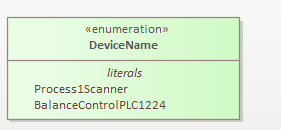 «enumeration»
DeviceName
literals
Process1Scanner
BalanceControlPLC1224